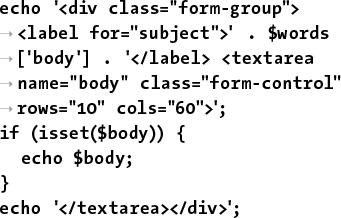 echo '<div class="form-group">
→ <label for="subject">' . $words
→ ['body'] . '</label> <textarea
→ name="body" class="form-control"
→ rows="10" cols="60">';
if (isset($body)) {
  echo $body;
}
echo '</textarea></div>';